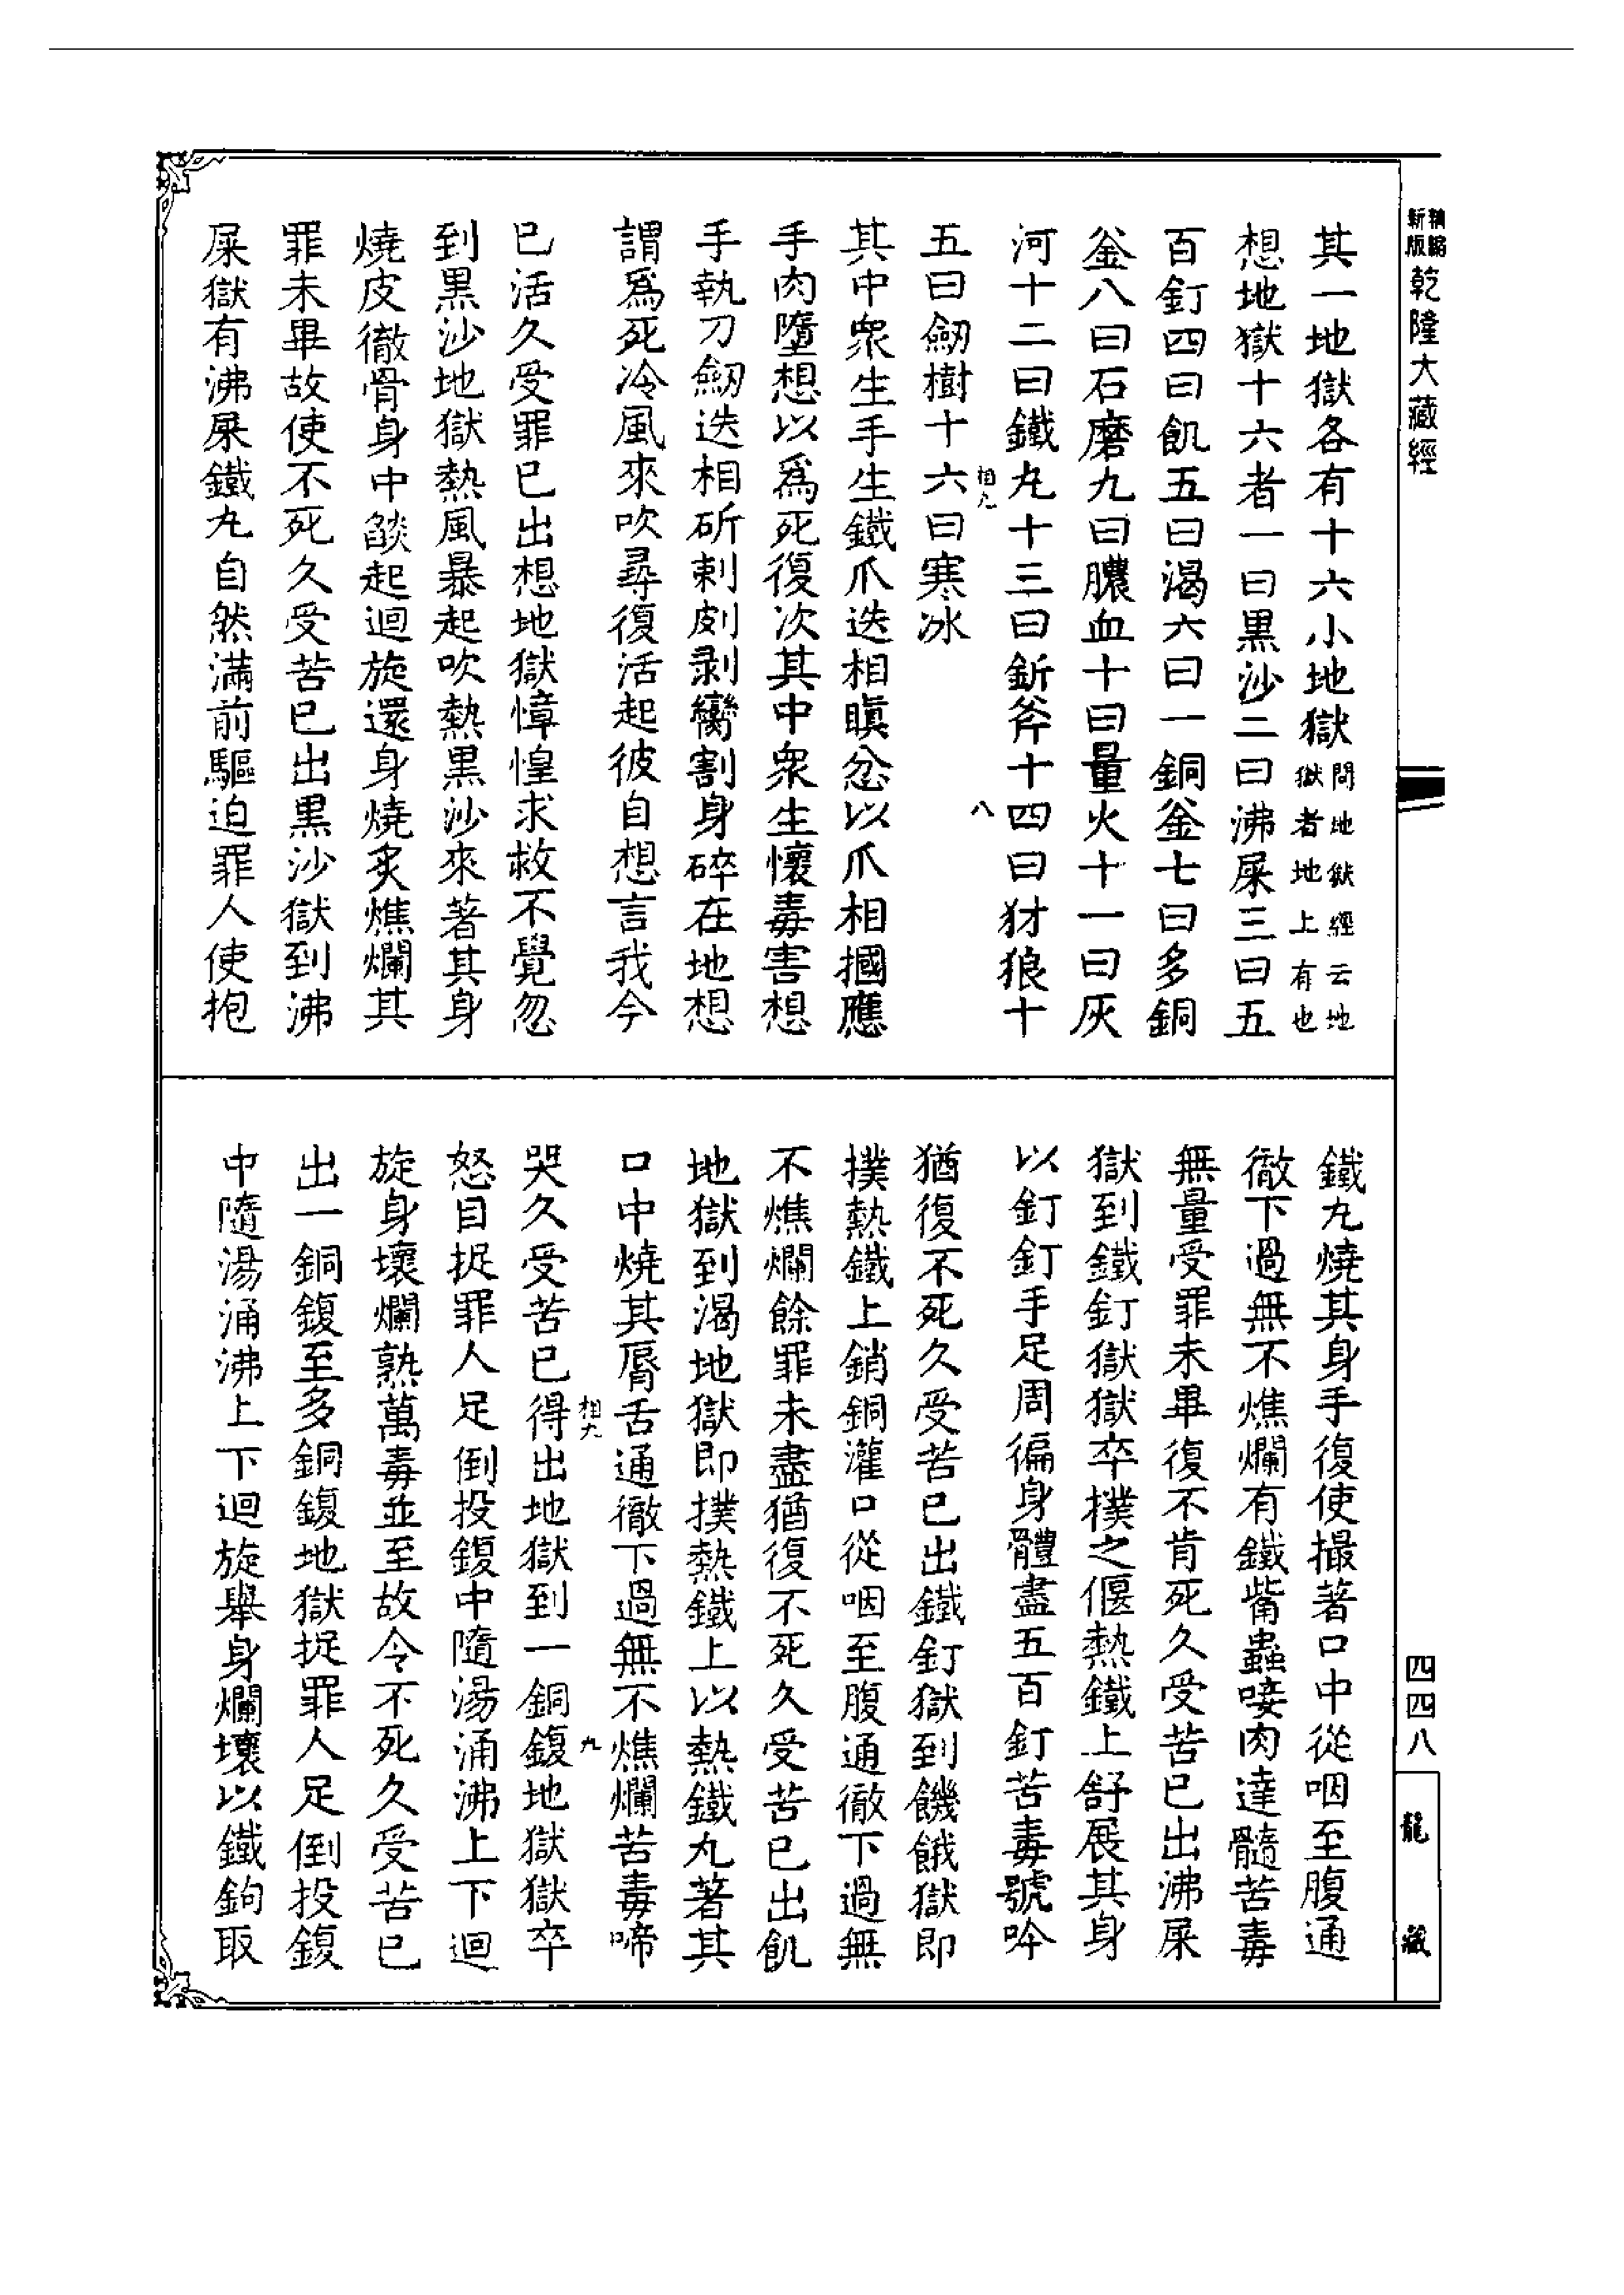 精縮
新版
乾隆大藏經
其一地獄各有十六小地獄問地獄經云地獄者地上有也
想地獄十六者一曰黑沙二曰沸屎三曰五
百釘四曰飢五曰渴六曰一銅釜七曰多銅
釜八曰石磨九曰膿血十曰量火十一曰灰
河十二曰鐵丸十三曰釿斧十四曰犲狼十
五曰劒樹十六曰寒冰
其中衆生手生鐵爪迭相瞋忿以爪相摑應
手肉墮想以爲死復次其中衆生懷毒害想
手執刀劒迭相斫刺剫剥臠割身碎在地想
謂爲死冷風來吹尋復活起彼自想言我今
已活久受罪已出想地獄慞惶求救不覺忽
到黑沙地獄熱風暴起吹熱黑沙來著其身
燒皮徹骨身中燄起迴旋還身燒炙燋爛其
罪未畢故使不死久受苦已出黑沙獄到沸
屎獄有沸屎鐵丸自然滿前驅迫罪人使抱
鐵丸燒其身手復使撮著口中從咽至腹通
徹下過無不燋爛有鐵觜蟲唼肉達髓苦毒
無量受罪未畢復不肯死久受苦已出沸屎
獄到鐵釘獄獄卒撲之偃熱鐵上舒展其身
以釘釘手足周徧身體盡五百釘苦毒號吟
猶復不死久受苦已出鐵釘獄到饑餓獄即
撲熱鐵上銷銅灌口從咽至腹通徹下過無
不燋爛餘罪未盡猶復不死久受苦已出飢
地獄到渴地獄即撲熱鐵上以熱鐵丸著其
口中燒其脣舌通徹下過無不燋爛苦毒啼
哭久受苦已得出地獄到一銅鍑地獄獄卒
怒目捉罪人足倒投鍑中隨湯涌沸上下迴
旋身壞爛熟萬毒並至故令不死久受苦已
出一銅鍑至多銅鍑地獄捉罪人足倒投鍑
中隨湯涌沸上下迴旋舉身爛壞以鐵鉤取
相九
八
相九
九
四四八
龍藏